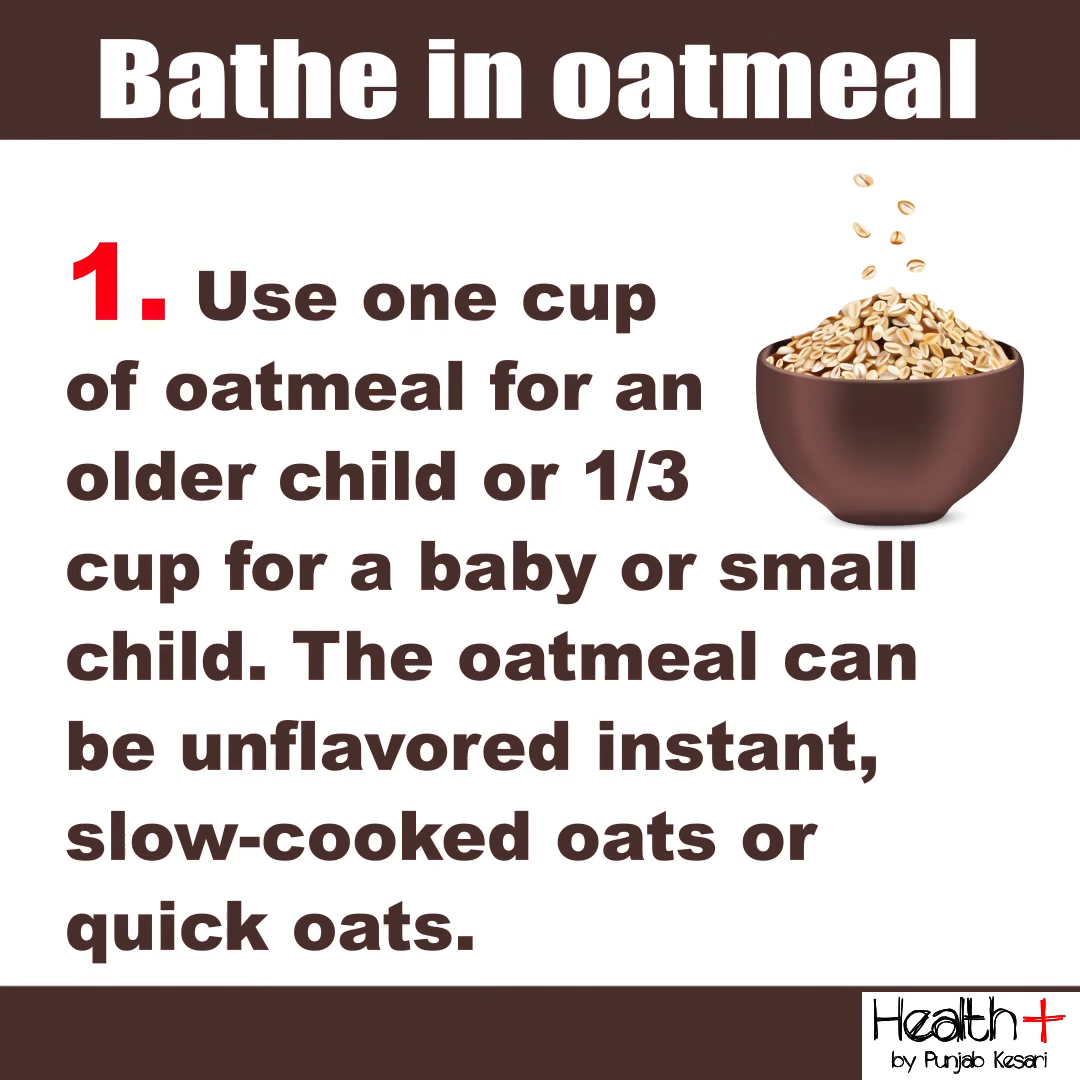 Bathe in oatmeal
1. Use one cup
of oatmeal for an
older child or 1/3
cup for a baby or small
child. The oatmeal can
be unflavored instant,
slow-cooked oats or
quick oats.
Health+
by Punjab Kesari